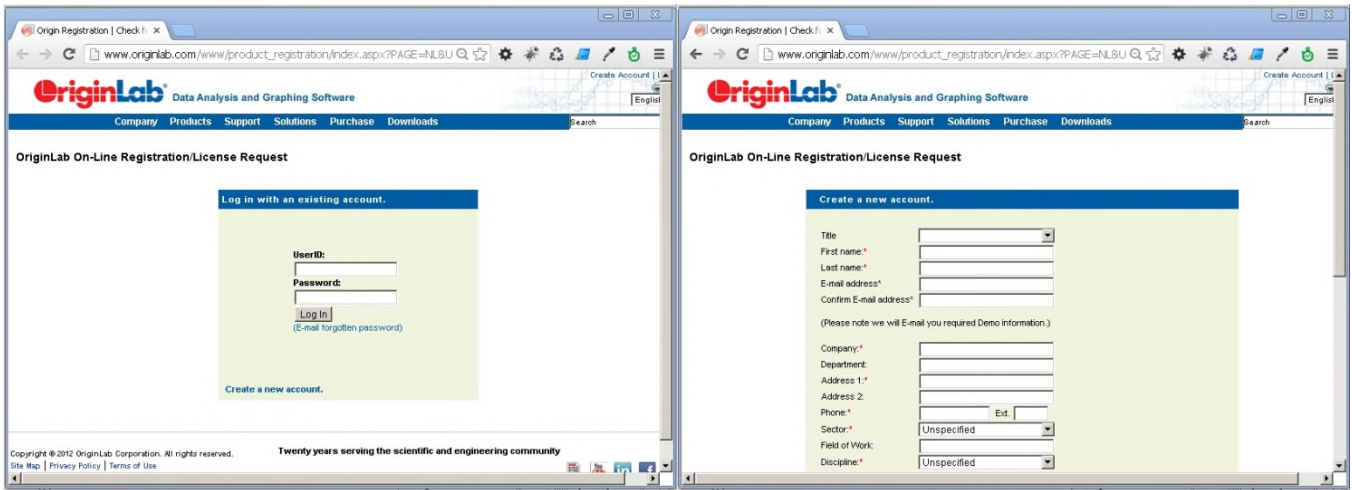 Origin Registration | Check f
www.originlab.com/www/product_registration/index.aspx?PAGE=NL&U
Create Account | L
OriginLab® Data Analysis and Graphing Software
English
Company Products Support Solutions Purchase Downloads
Search
OriginLab On-Line Registration/License Request
Log in with an existing account.
UserID:
Password:
Log In
(E-mail forgotten password)
Create a new account.
Copyright © 2012 OriginLab Corporation. All rights reserved.
Twenty years serving the scientific and engineering community
Site Map | Privacy Policy | Terms of Use
Origin Registration | Check f
www.originlab.com/www/product_registration/index.aspx?PAGE=NL&U
Create Account | L
OriginLab® Data Analysis and Graphing Software
English
Company Products Support Solutions Purchase Downloads
Search
OriginLab On-Line Registration/License Request
Create a new account.
Title
First name:*
Last name:*
E-mail address*
Confirm E-mail address*
(Please note we will E-mail you required Demo information.)
Company:*
Department:
Address 1:*
Address 2:
Phone:* Ext.
Sector:* Unspecified
Field of Work:
Discipline:* Unspecified